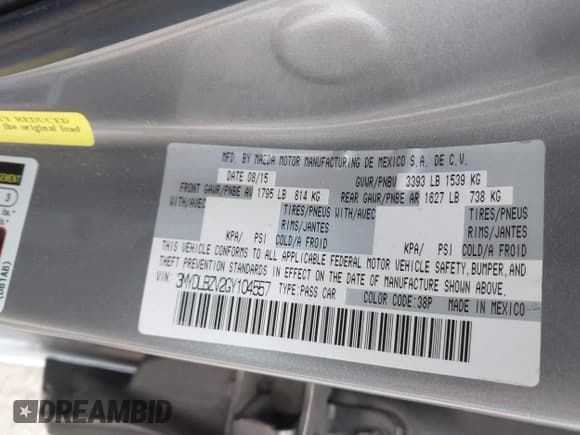 TY REDUCED
the original load
3
(DB1AB)
MFD. BY MAZDA MOTOR MANUFACTURING DE MEXICO S.A. DE C.V.
DATE 08/15 GVWR/PNBV 3393 LB 1539 KG
FRONT GAWR/PNBE AV 1795 LB 814 KG REAR GAWR/PNBE AR 1627 LB 738 KG
WITH/AVEC TIRES/PNEUS WITH/AVEC TIRES/PNEUS
RIMS/JANTES RIMS/JANTES
KPA/ PSI COLD/A FROID KPA/ PSI COLD/A FROID
THIS VEHICLE CONFORMS TO ALL APPLICABLE FEDERAL MOTOR VEHICLE SAFETY, BUMPER, AND
THEFT PREVENTION STANDARDS IN EFFECT ON THE DATE OF MANUFACTURE SHOWN ABOVE.
VIN: 3MYDLBZV2GY104557 TYPE: PASS CAR COLOR CODE: 38P MADE IN MEXICO
DREAMBID